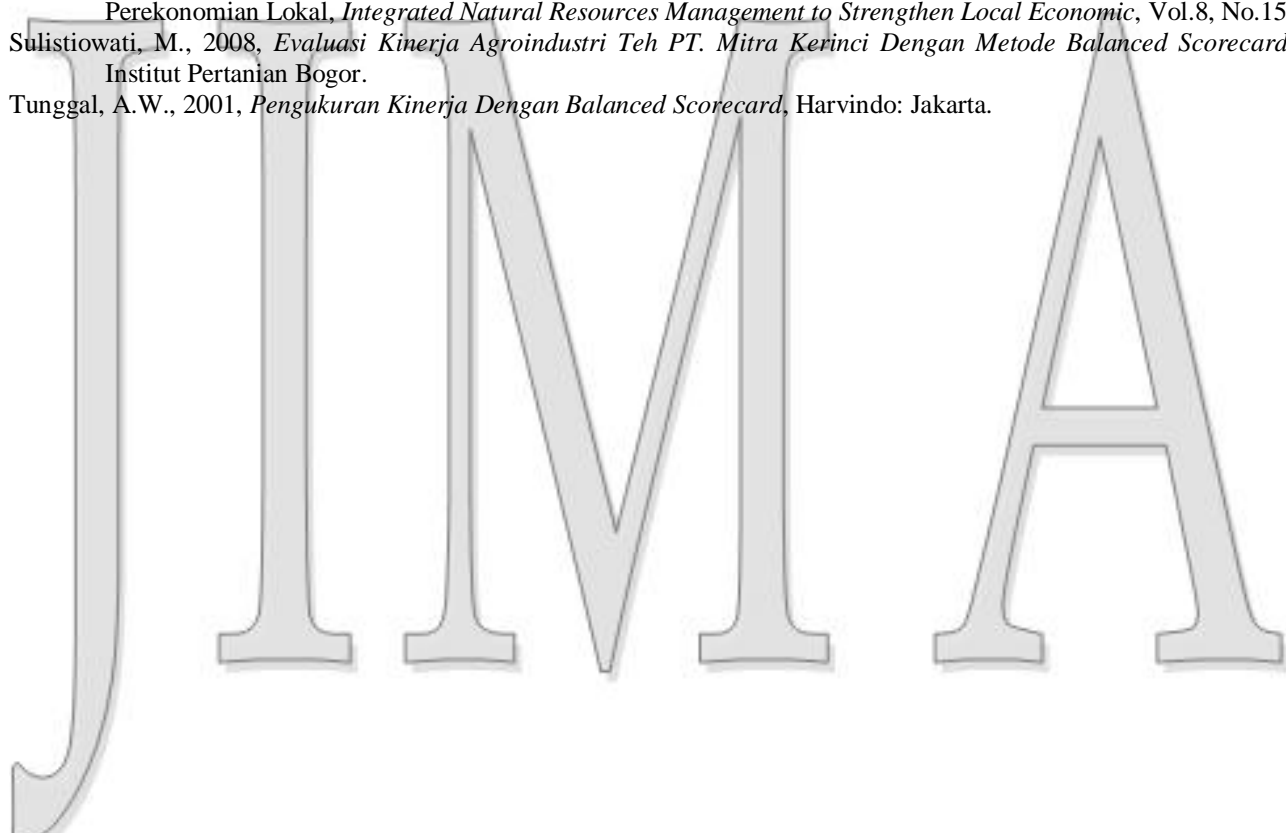 Perekonomian Lokal, Integrated Natural Resources Management to Strengthen Local Economic, Vol.8, No.15
Sulistiowati, M., 2008, Evaluasi Kinerja Agroindustri Teh PT. Mitra Kerinci Dengan Metode Balanced Scorecard
Institut Pertanian Bogor.
Tunggal, A.W., 2001, Pengukuran Kinerja Dengan Balanced Scorecard, Harvindo: Jakarta.
JIMA